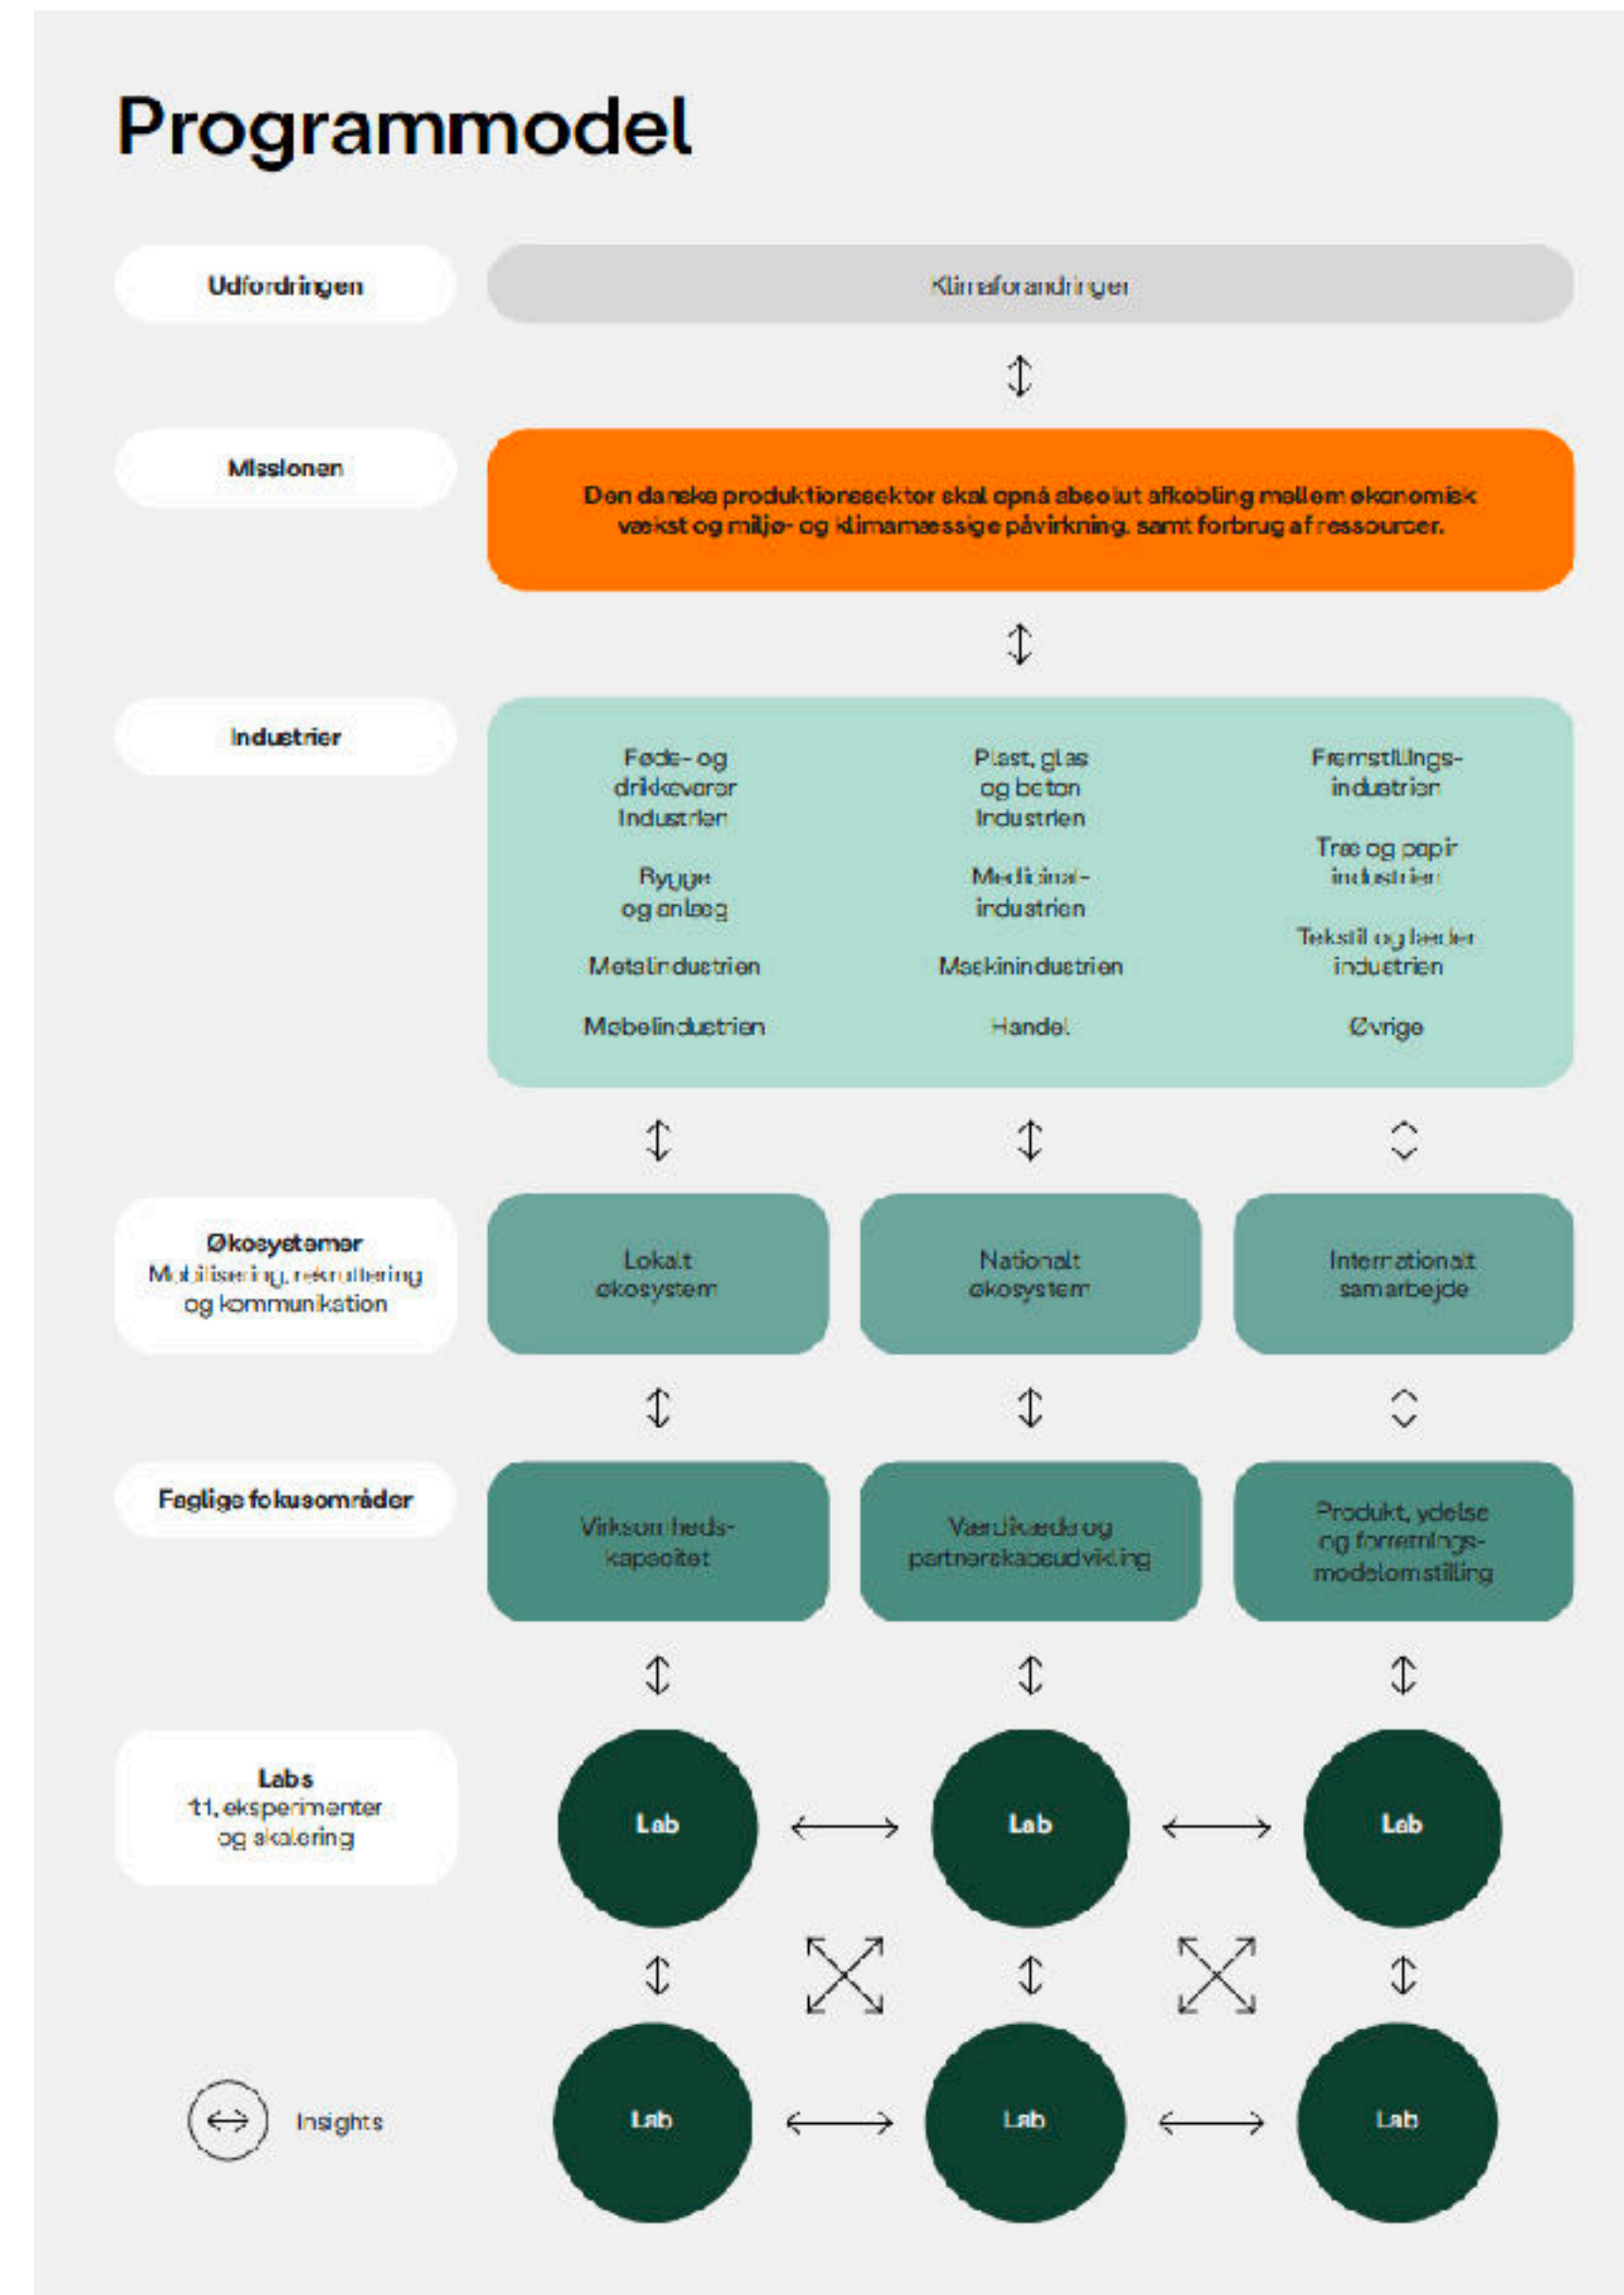 Programmodel
Udfordringen
Klimaforandringer
Missionen
Den danske produktionssektor skal opnå absolut afkobling mellem økonomisk
vækst og miljø- og klimamæssige påvirkning, samt forbrug af ressourcer.
Industrier
Føde- og
drikkevarer
Industrien
Bygge
og anlæg
Metalindustrien
Møbelindustrien
Plast, glas
og beton
Industrien
Medicinal-
industrien
Maskinindustrien
Handel
Fremstillings-
industrien
Træ og papir
industrien
Tekstil og læder
industrien
Øvrige
Økosystemer
Mobilisering, rekruttering
og kommunikation
Lokalt
økosystem
Nationalt
økosystem
Internationalt
samarbejde
Faglige fokusområder
Virksomheds-
kapacitet
Værdikæde og
partnerskabsudvikling
Produkt, ydelse
og forretnings-
modelomstilling
Labs
1:1, eksperimenter
og skalering
Lab
Lab
Lab
Insights
Lab
Lab
Lab